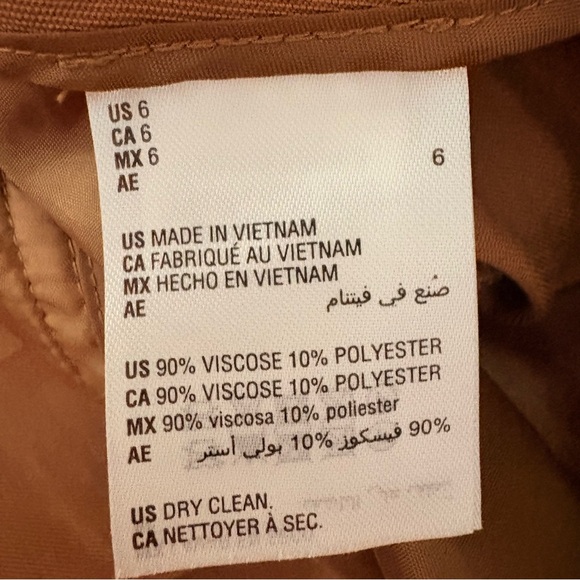 US 6
CA 6
MX 6
AE 6
US MADE IN VIETNAM
CA FABRIQUÉ AU VIETNAM
MX HECHO EN VIETNAM
AE صُنع في فيتنام
US 90% VISCOSE 10% POLYESTER
CA 90% VISCOSE 10% POLYESTER
MX 90% viscosa 10% poliester
AE 90% فيسكوز 10% بولي أستر
US DRY CLEAN.
CA NETTOYER À SEC.